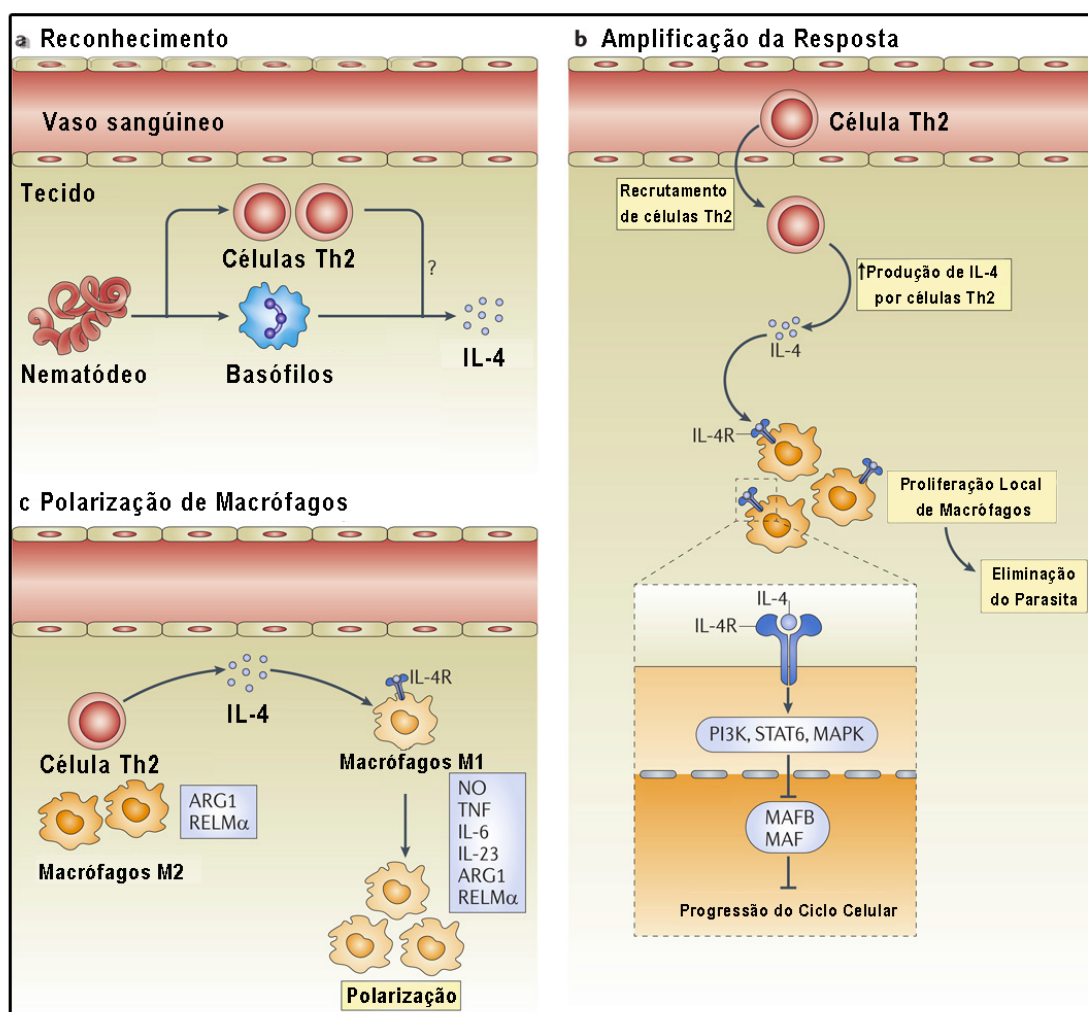 a Reconhecimento
Vaso sangúineo
Tecido
Células Th2
?
Nematódeo
Basófilos
IL-4
b Amplificação da Resposta
Célula Th2
Recrutamento
de células Th2
↑Produção de IL-4
por células Th2
IL-4
IL-4R
Proliferação Local
de Macrófagos
Eliminação
do Parasita
IL-4
IL-4R
PI3K, STAT6, MAPK
MAFB
MAF
Progressão do Ciclo Celular
c Polarização de Macrófagos
IL-4R
IL-4
Célula Th2
Macrófagos M1
ARG1
RELMα
Macrófagos M2
NO
TNF
IL-6
IL-23
ARG1
RELMα
Polarização